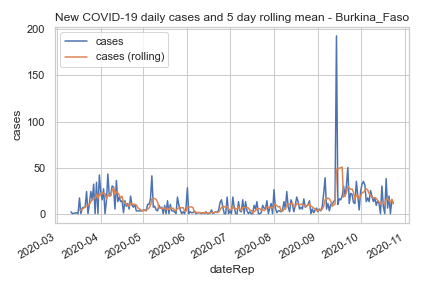 New COVID-19 daily cases and 5 day rolling mean - Burkina_Faso
cases
cases (rolling)
200
150
100
50
0
cases
2020-03
2020-04
2020-05
2020-06
2020-07
2020-08
2020-09
2020-10
2020-11
dateRep